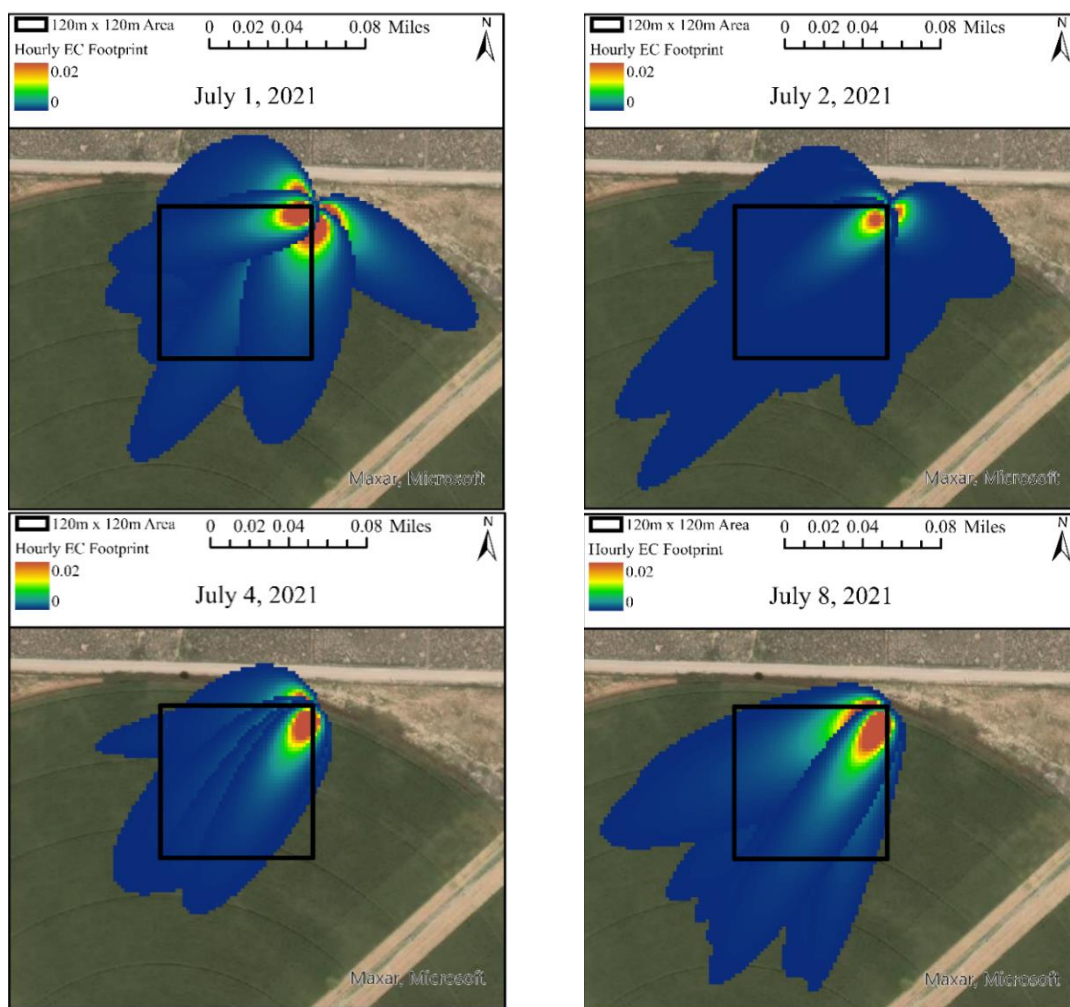 120m x 120m Area
0 0.02 0.04 0.08 Miles
N
Hourly EC Footprint
0.02
0
July 1, 2021
Maxar, Microsoft
120m x 120m Area
0 0.02 0.04 0.08 Miles
N
Hourly EC Footprint
0.02
0
July 2, 2021
Maxar, Microsoft
120m x 120m Area
0 0.02 0.04 0.08 Miles
N
Hourly EC Footprint
0.02
0
July 4, 2021
Maxar, Microsoft
120m x 120m Area
0 0.02 0.04 0.08 Miles
N
Hourly EC Footprint
0.02
0
July 8, 2021
Maxar, Microsoft